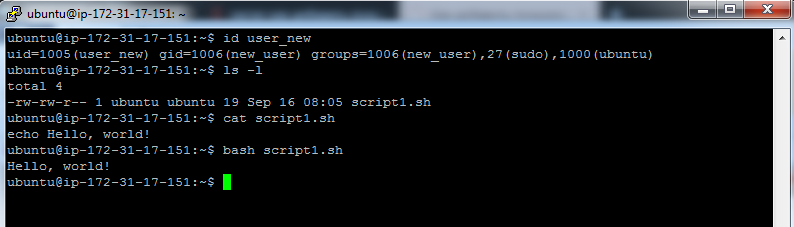 ubuntu@ip-172-31-17-151: ~
ubuntu@ip-172-31-17-151:~$ id user_new
uid=1005(user_new) gid=1006(new_user) groups=1006(new_user),27(sudo),1000(ubuntu)
ubuntu@ip-172-31-17-151:~$ ls -l
total 4
-rw-rw-r-- 1 ubuntu ubuntu 19 Sep 16 08:05 script1.sh
ubuntu@ip-172-31-17-151:~$ cat script1.sh
echo Hello, world!
ubuntu@ip-172-31-17-151:~$ bash script1.sh
Hello, world!
ubuntu@ip-172-31-17-151:~$